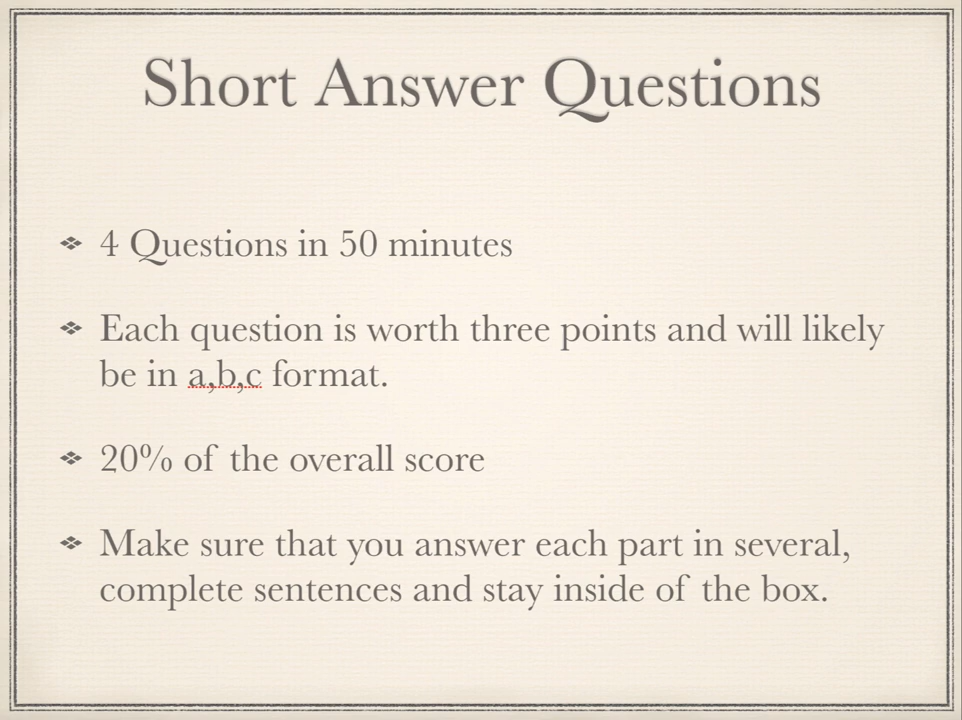 Short Answer Questions
4 Questions in 50 minutes
Each question is worth three points and will likely
be in a,b,c format.
20% of the overall score
Make sure that you answer each part in several,
complete sentences and stay inside of the box.